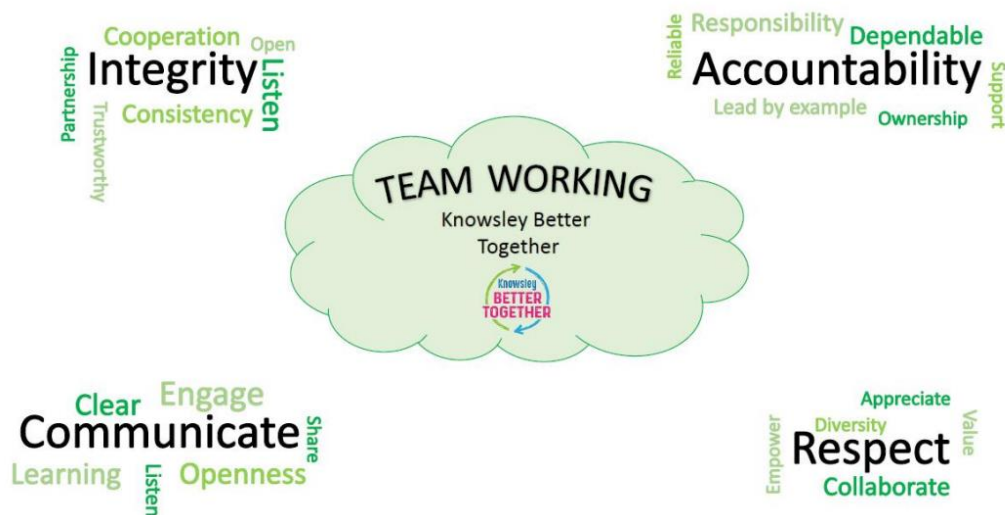 Cooperation
Open
Partnership
Integrity
Listen
Trustworthy
Consistency
Reliable
Responsibility
Dependable
Accountability
Support
Lead by example
Ownership
TEAM WORKING
Knowsley Better
Together
Knowsley
BETTER
TOGETHER
Clear
Engage
Communicate
Share
Learning
Listen
Openness
Appreciate
Empower
Diversity
Value
Respect
Collaborate